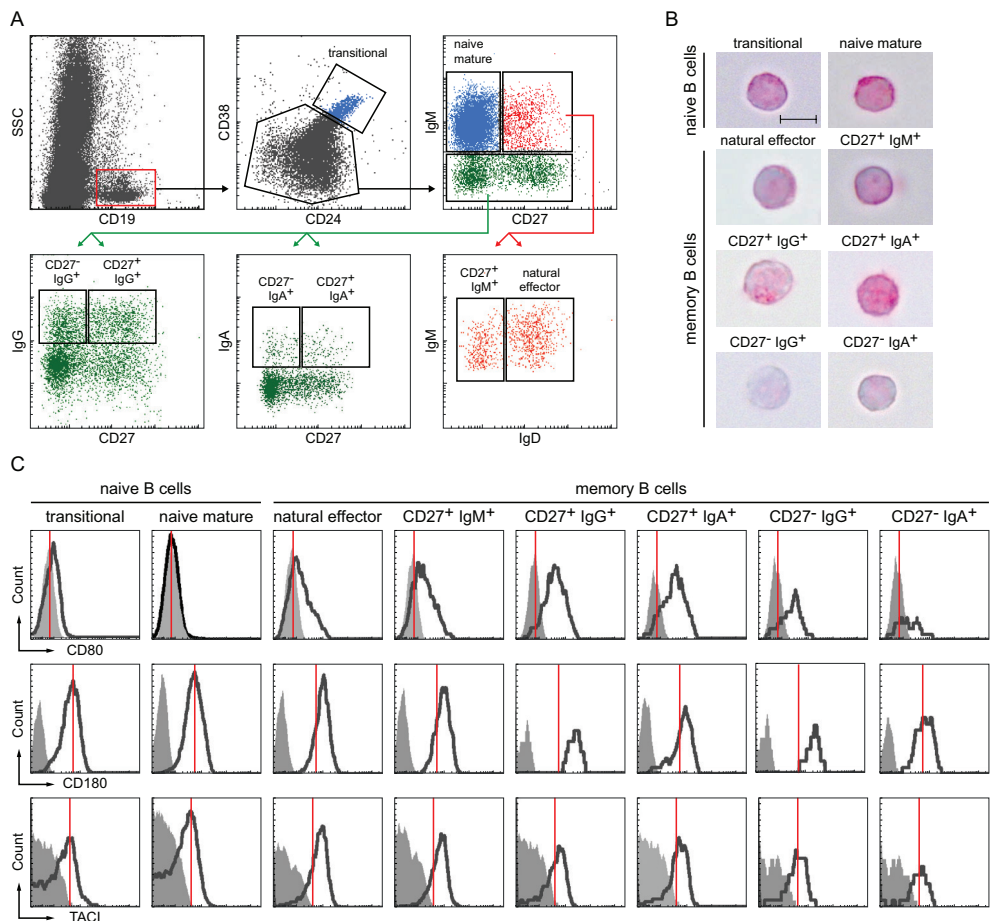 A
transitional
naive
mature
SSC
CD38
IgM
CD19
CD24
CD27
CD27- IgG+
CD27+ IgG+
CD27- IgA+
CD27+ IgA+
CD27+ IgM+
natural
effector
IgG
IgA
IgM
CD27
CD27
IgD
B
transitional
naive mature
naive B cells
natural effector
CD27+ IgM+
CD27+ IgG+
CD27+ IgA+
memory B cells
CD27- IgG+
CD27- IgA+
C
naive B cells
memory B cells
transitional
naive mature
natural effector
CD27+ IgM+
CD27+ IgG+
CD27+ IgA+
CD27- IgG+
CD27- IgA+
Count
CD80
Count
CD180
Count
TACI